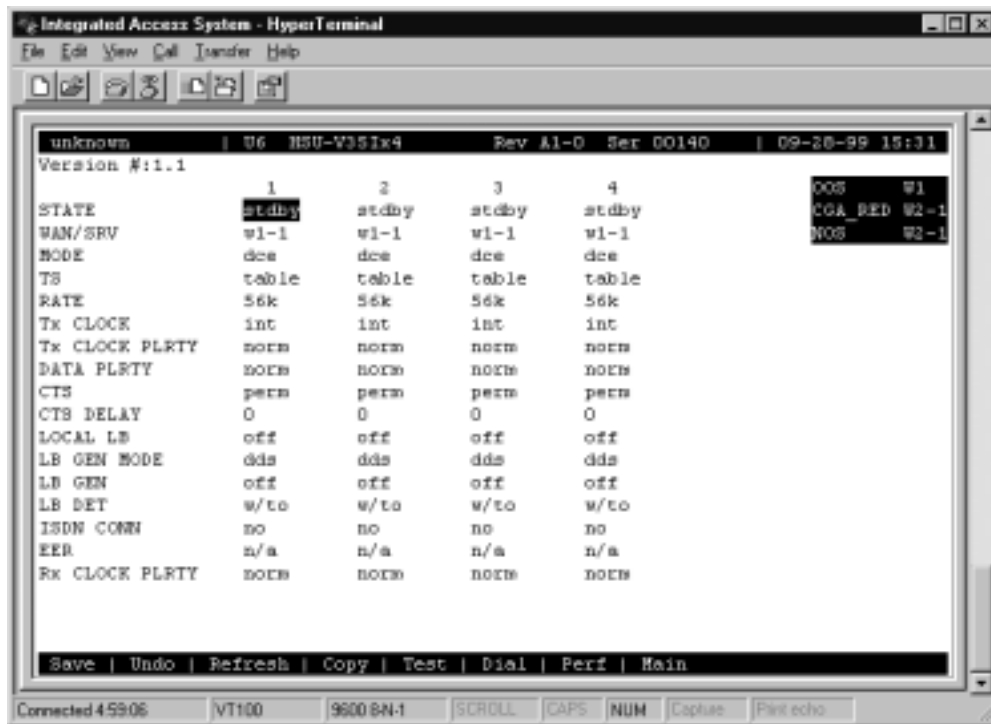 Integrated Access System - HyperTerminal
File Edit View Call Transfer Help
unknown | U6 HSU-V35Ix4 Rev A1-0 Ser 00140 | 09-28-99 15:31
Version #:1.1
1 2 3 4 OOS W1
STATE stdby stdby stdby stdby CGA_RED W2-1
WAN/SRV w1-1 w1-1 w1-1 w1-1 NOS W2-1
MODE dce dce dce dce
TS table table table table
RATE 56k 56k 56k 56k
Tx CLOCK int int int int
Tx CLOCK PLRTY norm norm norm norm
DATA PLRTY norm norm norm norm
CTS perm perm perm perm
CTS DELAY 0 0 0 0
LOCAL LB off off off off
LB GEN MODE dds dds dds dds
LB GEN off off off off
LB DET w/to w/to w/to w/to
ISDN CONN no no no no
EER n/a n/a n/a n/a
Rx CLOCK PLRTY norm norm norm norm
Save | Undo | Refresh | Copy | Test | Dial | Perf | Main
Connected 4:59:06 VT100 9600 8-N-1 SCROLL CAPS NUM Capture Print echo